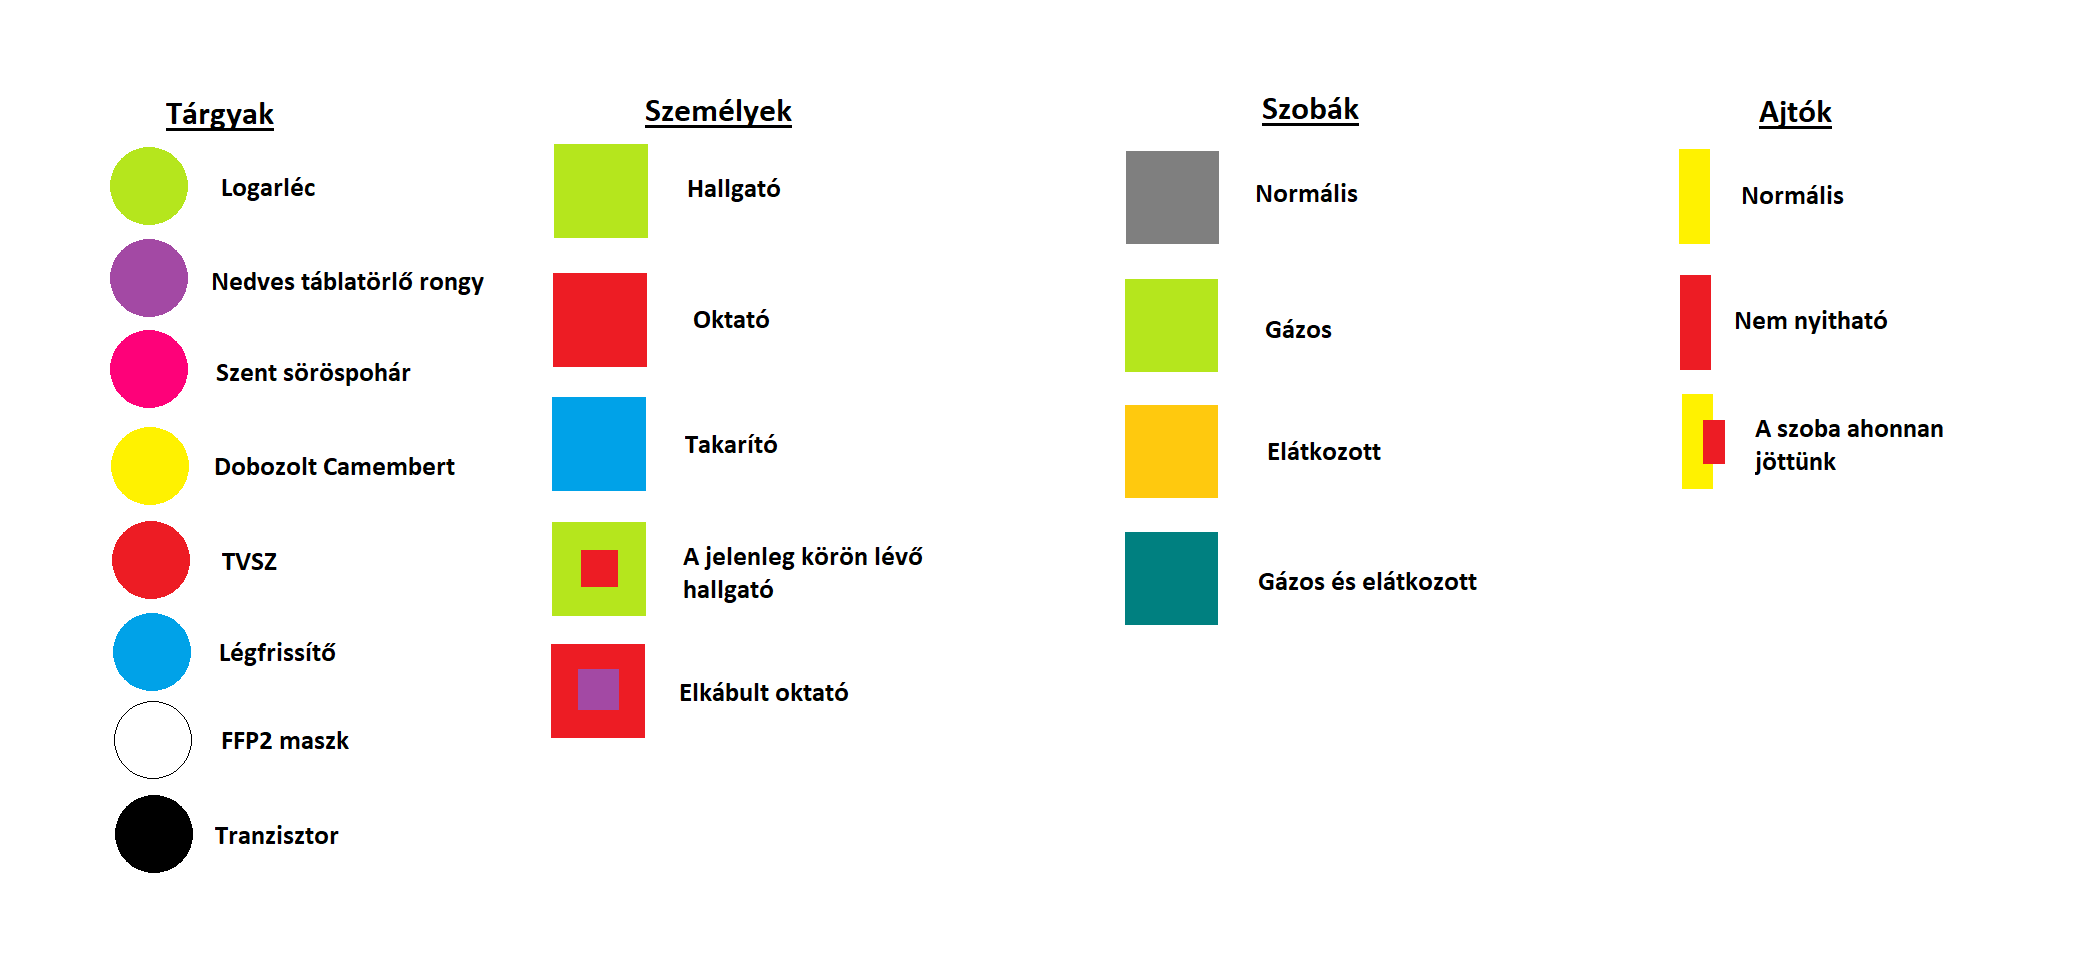 Tárgyak
Logarléc
Nedves táblatörlő rongy
Szent söröspohár
Dobozolt Camembert
TVSZ
Légfrissítő
FFP2 maszk
Tranzisztor
Személyek
Hallgató
Oktató
Takarító
A jelenleg körön lévő
hallgató
Elkábult oktató
Szobák
Normális
Gázos
Elátkozott
Gázos és elátkozott
Ajtók
Normális
Nem nyitható
A szoba ahonnan
jöttünk